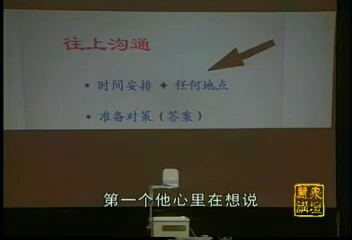 往上沟通
• 时间安排 + 任何地点
• 准备对策（答案）
第一个他心里在想说